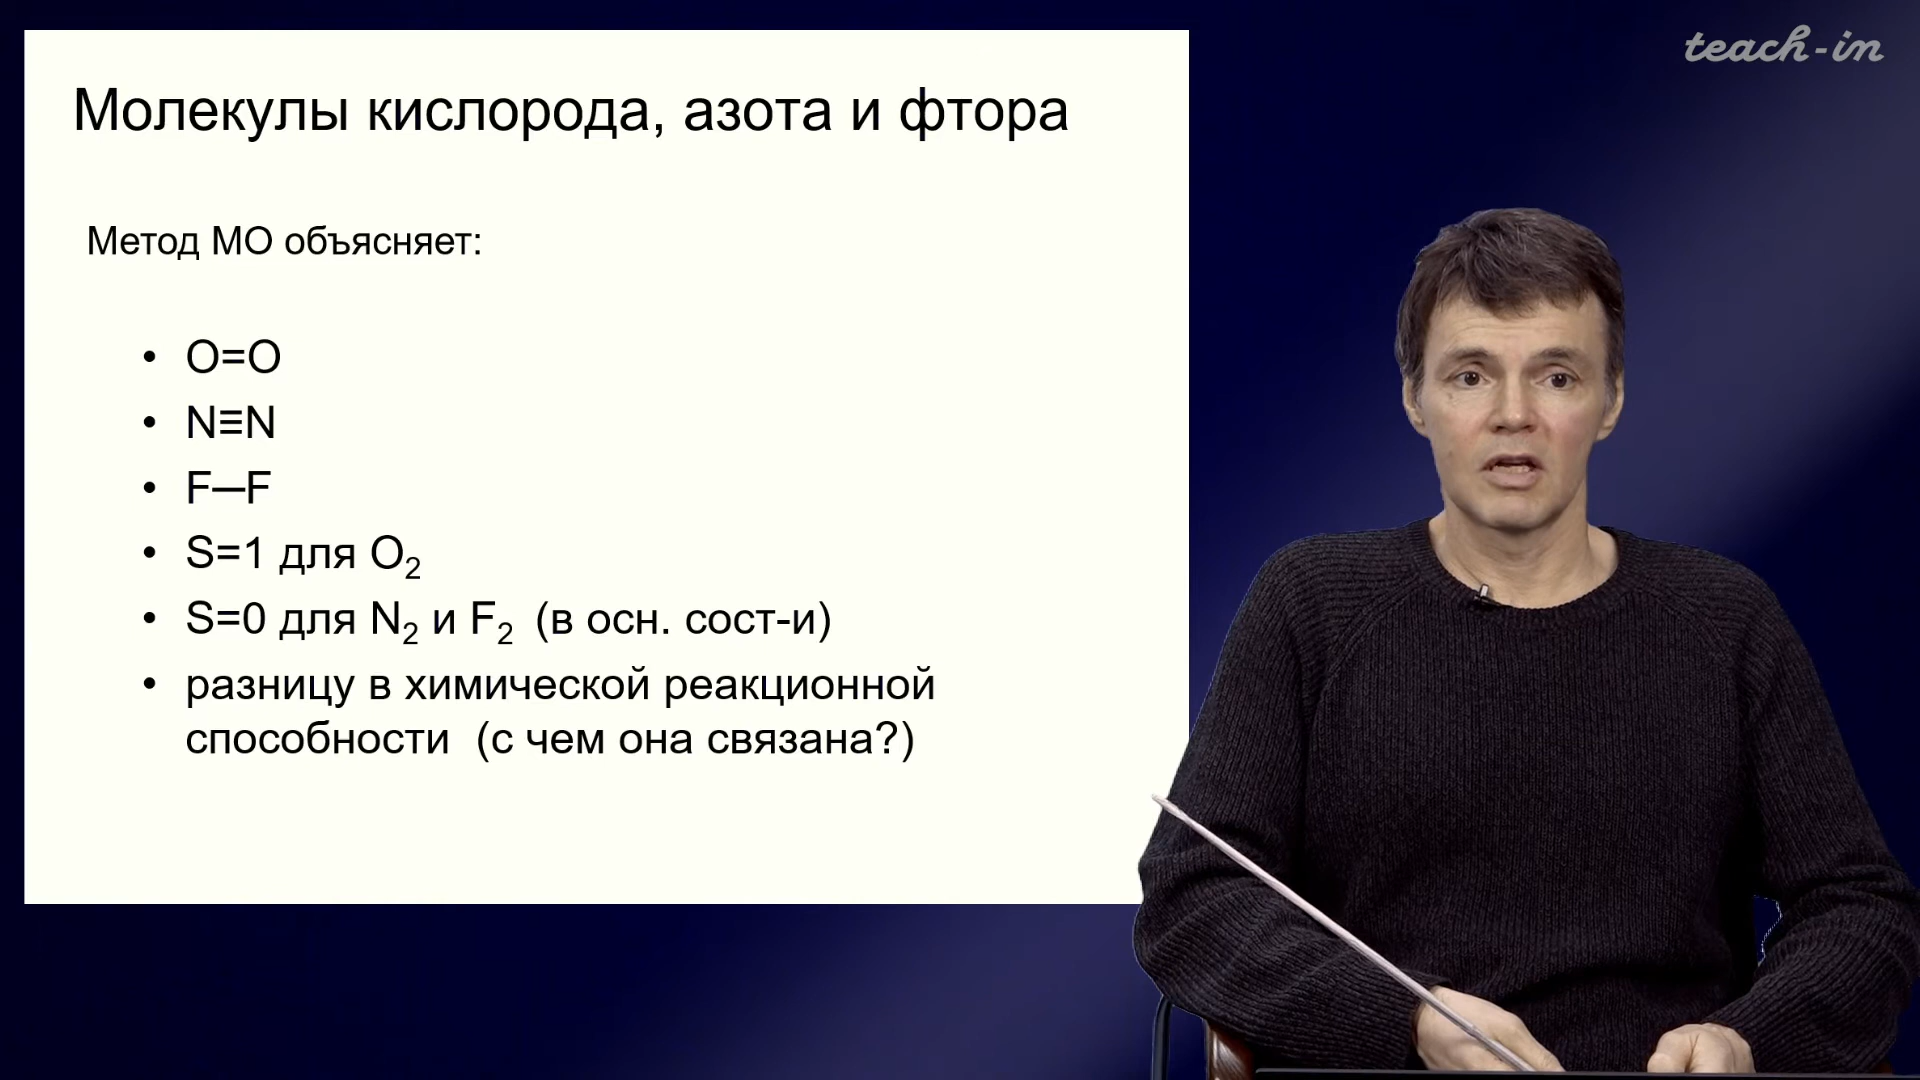 teach-in
Молекулы кислорода, азота и фтора
Метод МО объясняет:
• O=O
• N≡N
• F─F
• S=1 для O₂
• S=0 для N₂ и F₂ (в осн. сост-и)
• разницу в химической реакционной
способности (с чем она связана?)